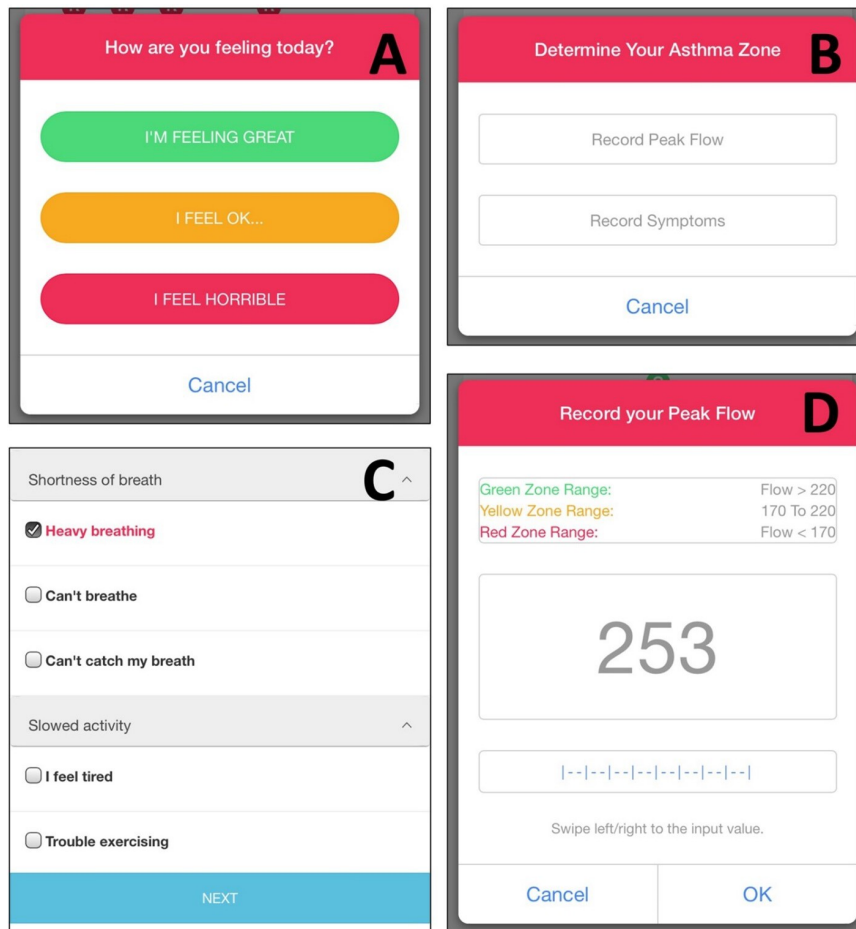 How are you feeling today?
A
I'M FEELING GREAT
I FEEL OK...
I FEEL HORRIBLE
Cancel
Determine Your Asthma Zone
B
Record Peak Flow
Record Symptoms
Cancel
Shortness of breath
C
Heavy breathing
Can't breathe
Can't catch my breath
Slowed activity
I feel tired
Trouble exercising
NEXT
Record your Peak Flow
D
Green Zone Range: Flow > 220
Yellow Zone Range: 170 To 220
Red Zone Range: Flow < 170
253
|--|--|--|--|--|--|--|--|
Swipe left/right to the input value.
Cancel OK